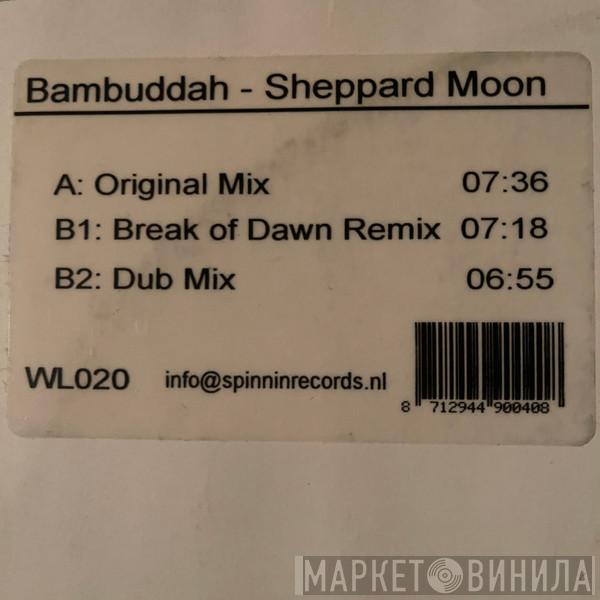 Bambuddah - Sheppard Moon
A: Original Mix 07:36
B1: Break of Dawn Remix 07:18
B2: Dub Mix 06:55
WL020 info@spinninrecords.nl
8 712944 900408
МАРКЕТ ВИНИЛА